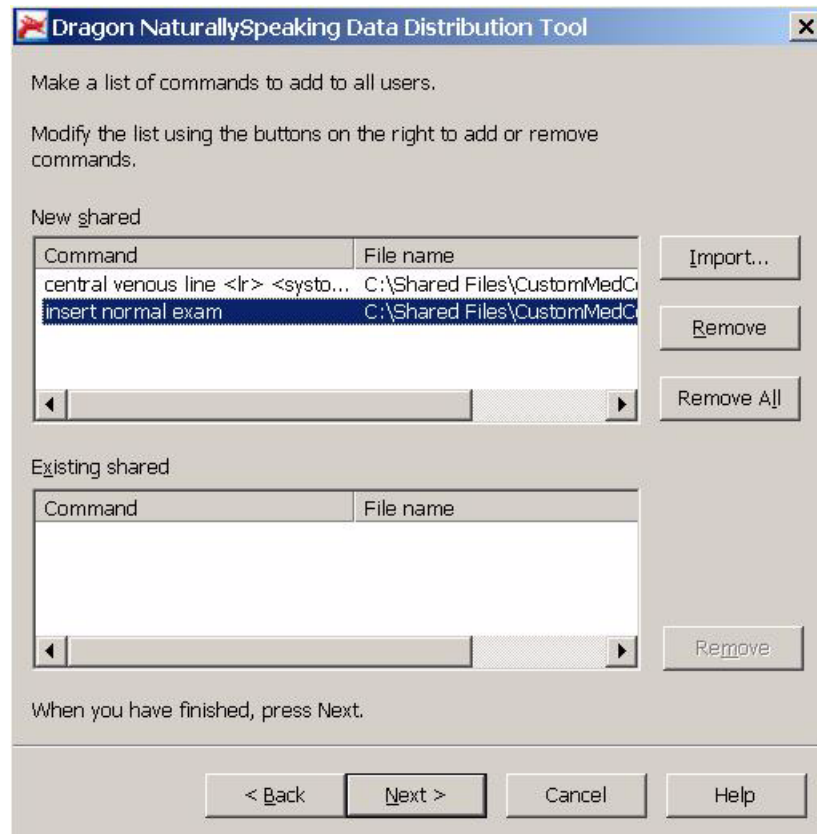 Dragon NaturallySpeaking Data Distribution Tool
Make a list of commands to add to all users.
Modify the list using the buttons on the right to add or remove
commands.
New shared
Command File name
central venous line <lr> <systo... C:\Shared Files\CustomMedC
insert normal exam C:\Shared Files\CustomMedC
Import...
Remove
Remove All
Existing shared
Command File name
Remove
When you have finished, press Next.
< Back Next > Cancel Help